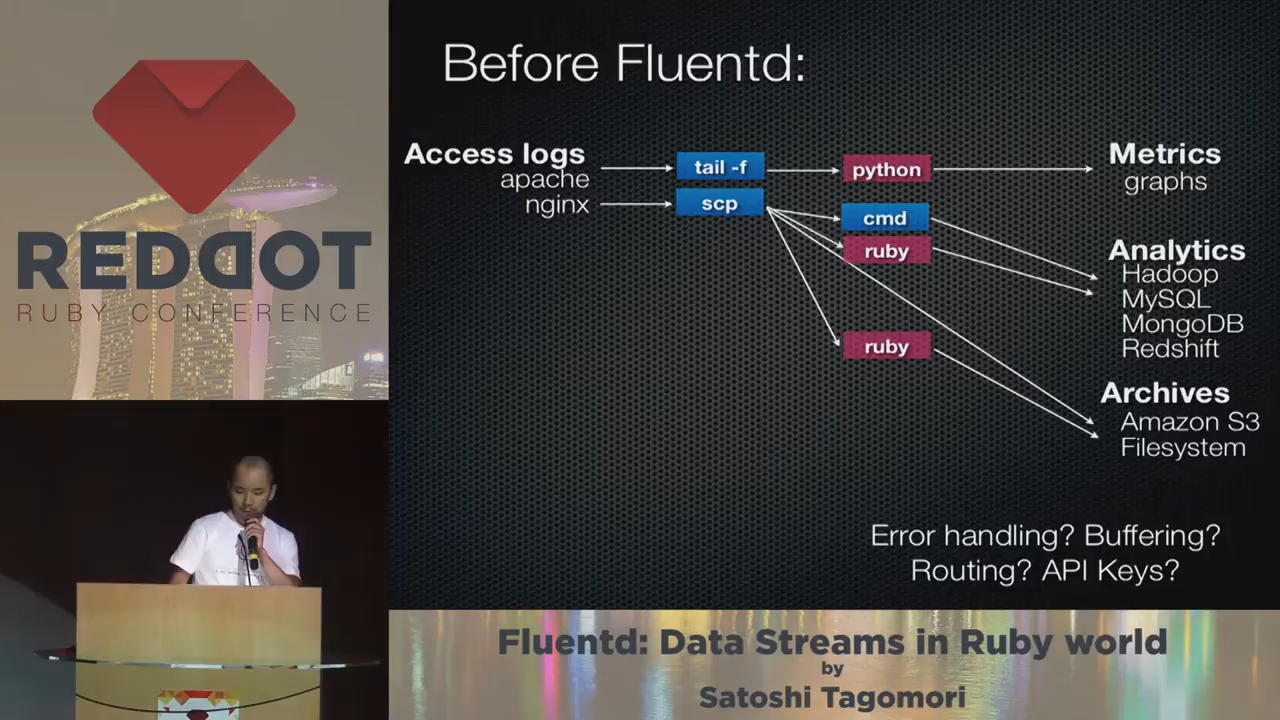 REDDOT
RUBY CONFERENCE
Before Fluentd:
Access logs
apache
nginx
tail -f
scp
python
cmd
ruby
ruby
Metrics
graphs
Analytics
Hadoop
MySQL
MongoDB
Redshift
Archives
Amazon S3
Filesystem
Error handling? Buffering?
Routing? API Keys?
Fluentd: Data Streams in Ruby world
by
Satoshi Tagomori